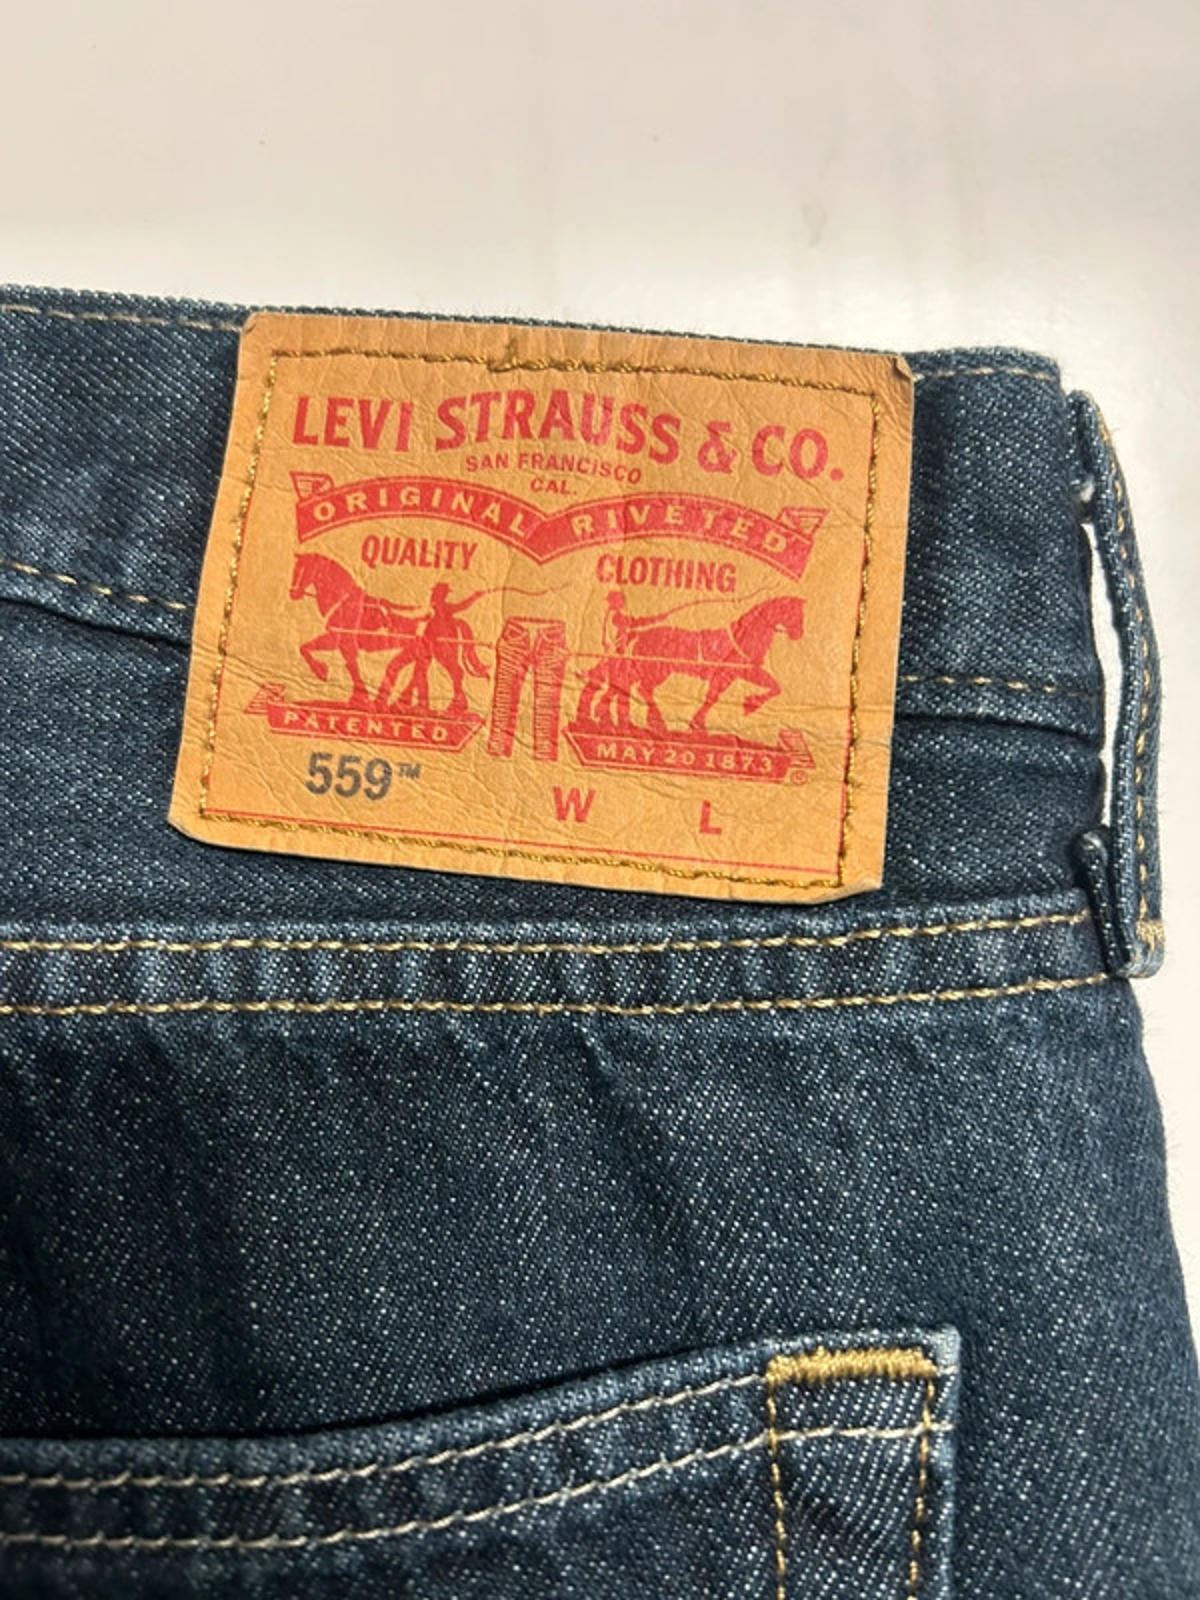 LEVI STRAUSS & CO.
SAN FRANCISCO
CAL.
ORIGINAL RIVETED
QUALITY CLOTHING
PATENTED MAY 20 1873 ®
559™ W L